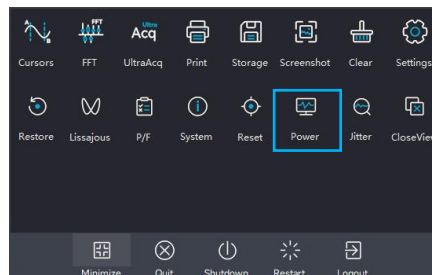 A B FFT Ultra Acq
Cursors FFT UltraAcq Print Storage Screenshot Clear Settings
Restore Lissajous P/F System Reset Power Jitter CloseView
Minimize Quit Shutdown Restart Logout